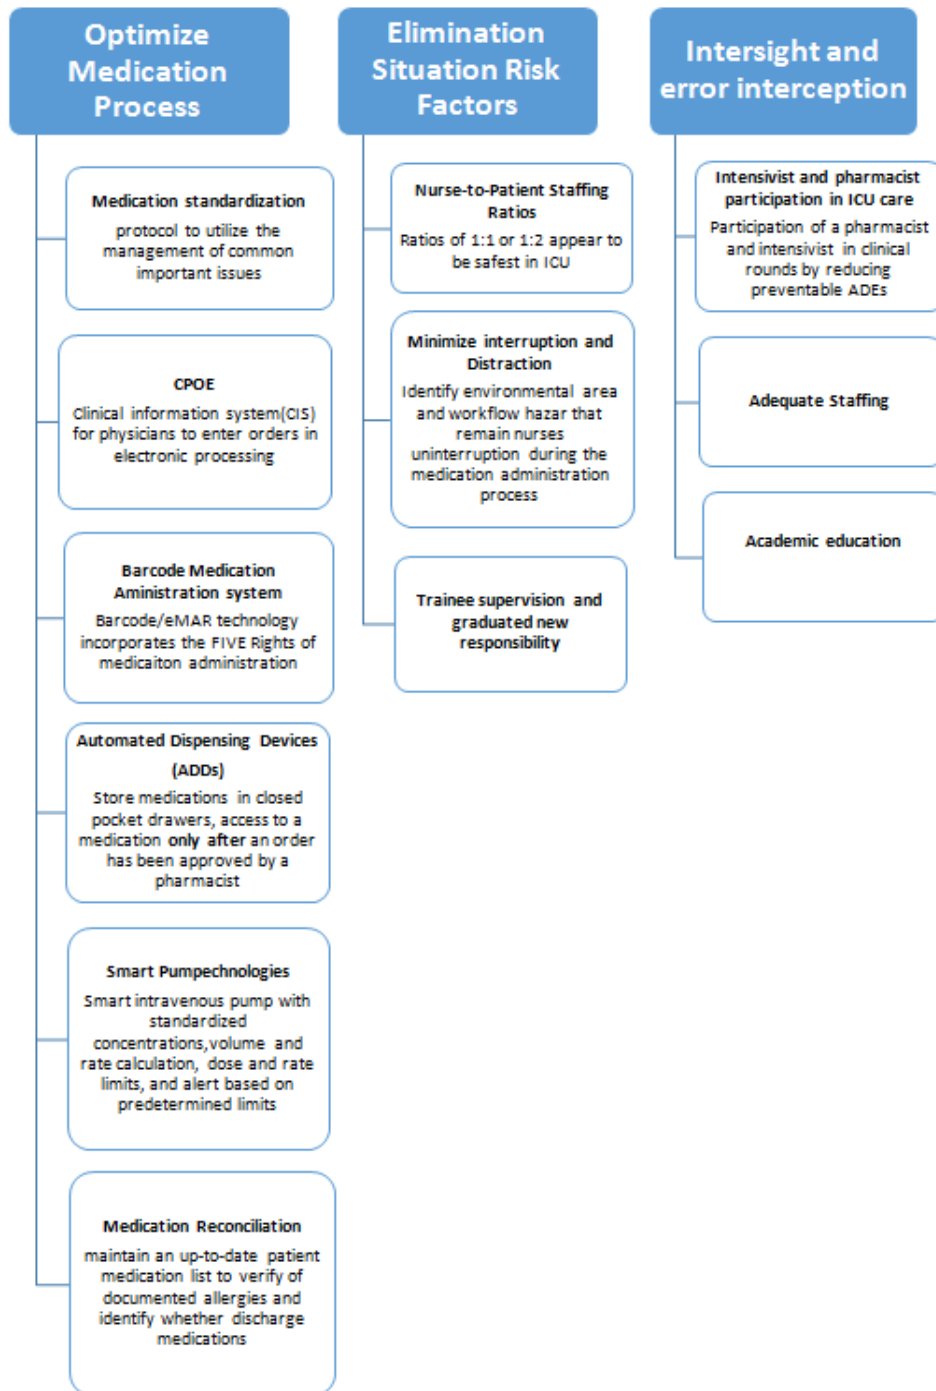 Optimize
Medication
Process
Medication standardization
protocol to utilize the
management of common
important issues
CPOE
Clinical information system(CIS)
for physicians to enter orders in
electronic processing
Barcode Medication
Aministration system
Barcode/eMAR technology
incorporates the FIVE Rights of
medicaiton administration
Automated Dispensing Devices
(ADDs)
Store medications in closed
pocket drawers, access to a
medication only after an order
has been approved by a
pharmacist
Smart Pumpechnologies
Smart intravenous pump with
standardized
concentrations,volume and
rate calculation, dose and rate
limits, and alert based on
predetermined limits
Medication Reconciliation
maintain an up-to-date patient
medication list to verify of
documented allergies and
identify whether discharge
medications
Elimination
Situation Risk
Factors
Nurse-to-Patient Staffing
Ratios
Ratios of 1:1 or 1:2 appear to
be safest in ICU
Minimize interruption and
Distraction
Identify environmental area
and workflow hazar that
remain nurses
uninterruption during the
medication administration
process
Trainee supervision and
graduated new
responsibility
Intersight and
error interception
Intensivist and pharmacist
participation in ICU care
Participation of a pharmacist
and intensivist in clinical
rounds by reducing
preventable ADEs
Adequate Staffing
Academic education